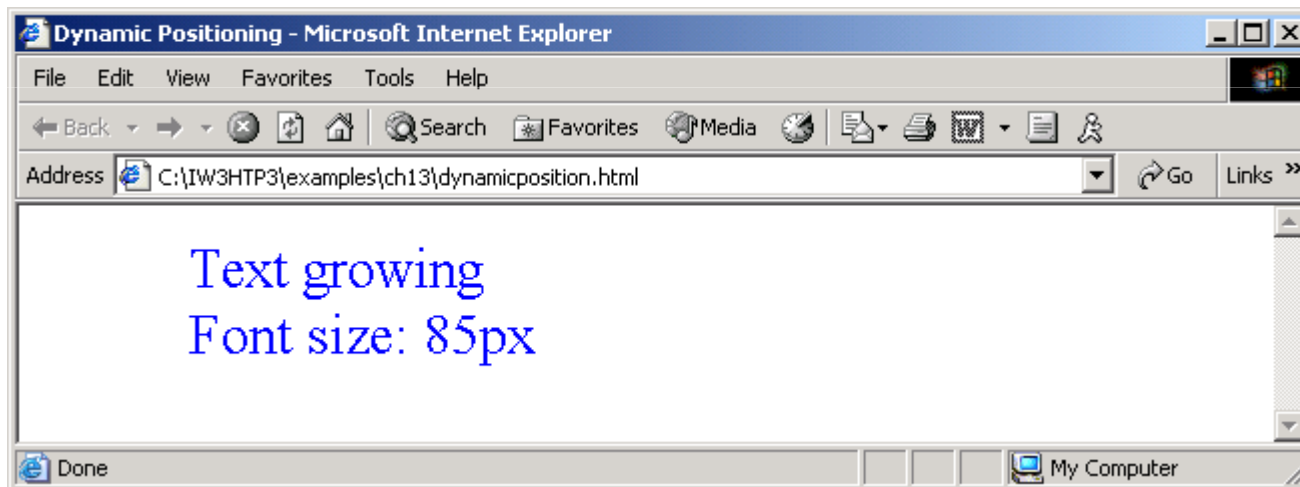 Dynamic Positioning - Microsoft Internet Explorer
File Edit View Favorites Tools Help
Back Search Favorites Media W
Address C:\IW3HTP3\examples\ch13\dynamicposition.html Go Links »
Text growing
Font size: 85px
Done My Computer